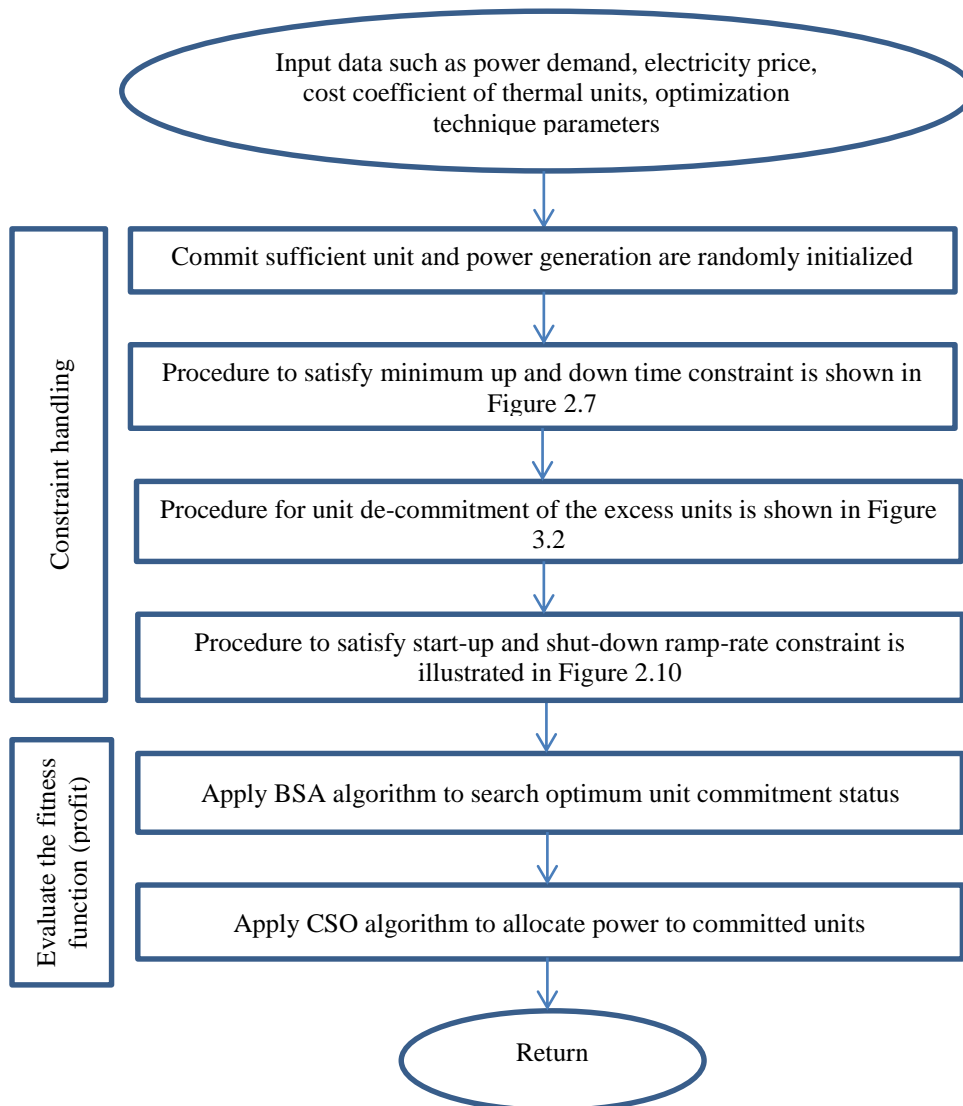 Input data such as power demand, electricity price,
cost coefficient of thermal units, optimization
technique parameters
Constraint handling
Commit sufficient unit and power generation are randomly initialized
Procedure to satisfy minimum up and down time constraint is shown in
Figure 2.7
Procedure for unit de-commitment of the excess units is shown in Figure
3.2
Procedure to satisfy start-up and shut-down ramp-rate constraint is
illustrated in Figure 2.10
Evaluate the fitness
function (profit)
Apply BSA algorithm to search optimum unit commitment status
Apply CSO algorithm to allocate power to committed units
Return